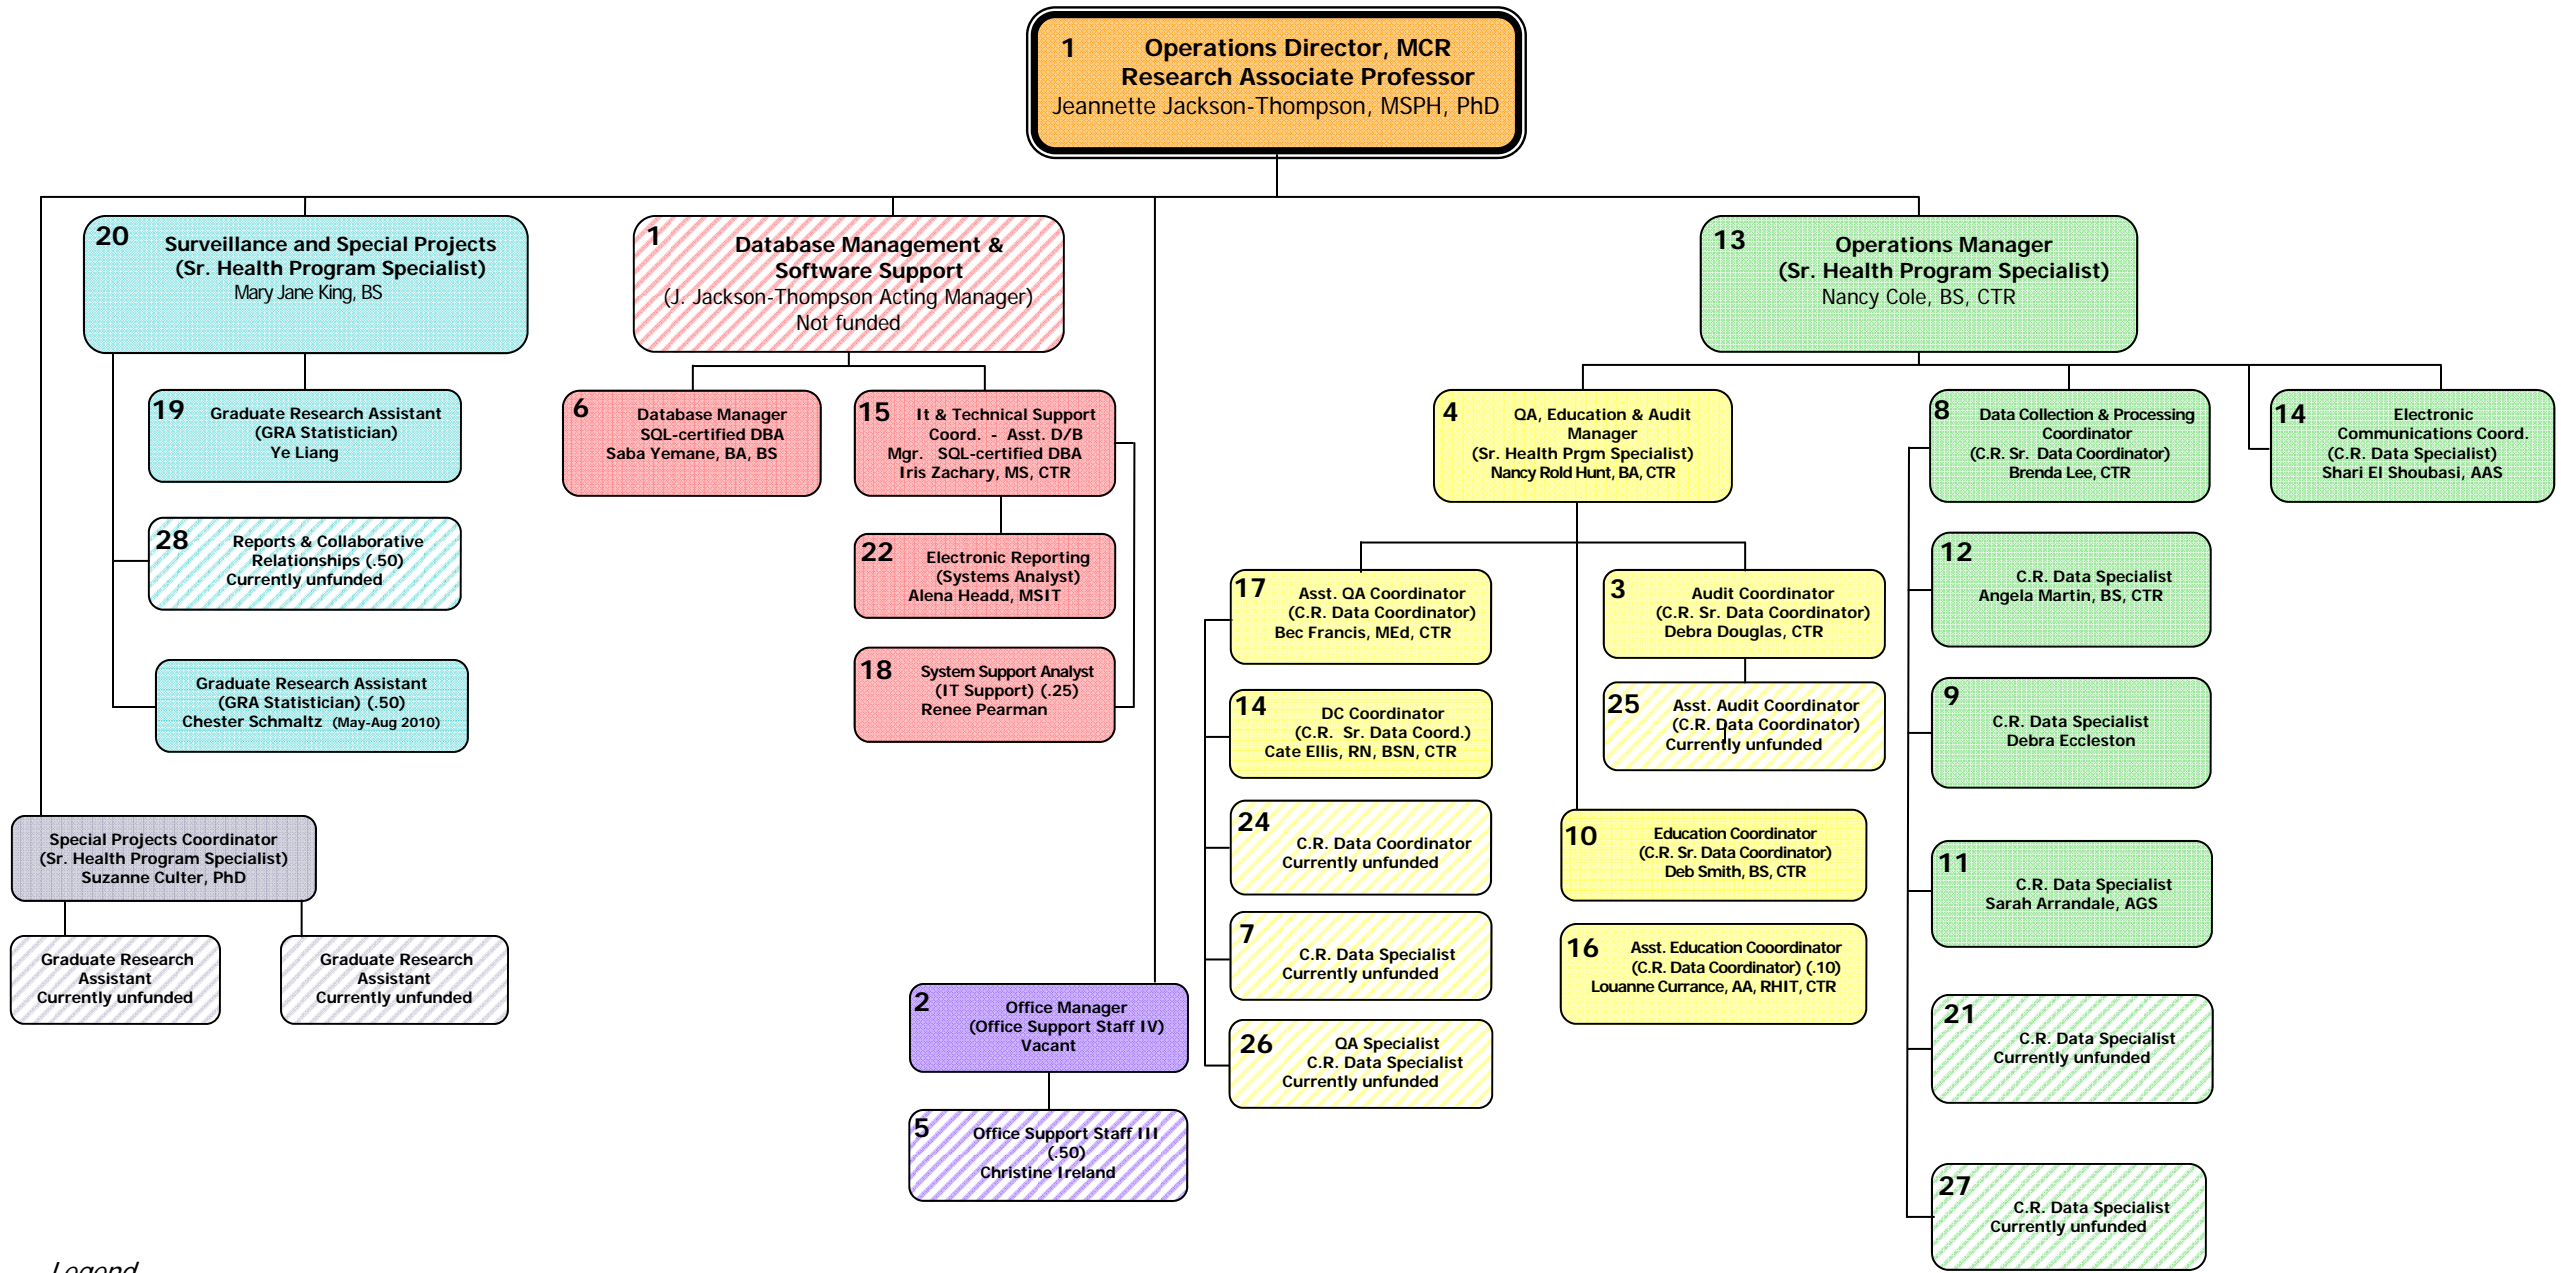 1 Operations Director, MCR
Research Associate Professor
Jeannette Jackson-Thompson, MSPH, PhD
20 Surveillance and Special Projects
(Sr. Health Program Specialist)
Mary Jane King, BS
1 Database Management &
Software Support
(J. Jackson-Thompson Acting Manager)
Not funded
13 Operations Manager
(Sr. Health Program Specialist)
Nancy Cole, BS, CTR
19 Graduate Research Assistant
(GRA Statistician)
Ye Liang
28 Reports & Collaborative
Relationships (.50)
Currently unfunded
Graduate Research Assistant
(GRA Statistician) (.50)
Chester Schmaltz (May-Aug 2010)
Special Projects Coordinator
(Sr. Health Program Specialist)
Suzanne Culter, PhD
Graduate Research
Assistant
Currently unfunded
Graduate Research
Assistant
Currently unfunded
6 Database Manager
SQL-certified DBA
Saba Yemane, BA, BS
15 It & Technical Support
Coord. - Asst. D/B
Mgr. SQL-certified DBA
Iris Zachary, MS, CTR
22 Electronic Reporting
(Systems Analyst)
Alena Headd, MSIT
18 System Support Analyst
(IT Support) (.25)
Renee Pearman
2 Office Manager
(Office Support Staff IV)
Vacant
5 Office Support Staff III
(.50)
Christine Ireland
4 QA, Education & Audit
Manager
(Sr. Health Prgm Specialist)
Nancy Rold Hunt, BA, CTR
17 Asst. QA Coordinator
(C.R. Data Coordinator)
Bec Francis, MEd, CTR
14 DC Coordinator
(C.R. Sr. Data Coord.)
Cate Ellis, RN, BSN, CTR
24
C.R. Data Coordinator
Currently unfunded
7
C.R. Data Specialist
Currently unfunded
26 QA Specialist
C.R. Data Specialist
Currently unfunded
3 Audit Coordinator
(C.R. Sr. Data Coordinator)
Debra Douglas, CTR
25 Asst. Audit Coordinator
(C.R. Data Coordinator)
Currently unfunded
10 Education Coordinator
(C.R. Sr. Data Coordinator)
Deb Smith, BS, CTR
16 Asst. Education Cooordinator
(C.R. Data Coordinator) (.10)
Louanne Currance, AA, RHIT, CTR
8 Data Collection & Processing
Coordinator
(C.R. Sr. Data Coordinator)
Brenda Lee, CTR
12
C.R. Data Specialist
Angela Martin, BS, CTR
9
C.R. Data Specialist
Debra Eccleston
11
C.R. Data Specialist
Sarah Arrandale, AGS
21
C.R. Data Specialist
Currently unfunded
27
C.R. Data Specialist
Currently unfunded
14 Electronic
Communications Coord.
(C.R. Data Specialist)
Shari El Shoubasi, AAS
Legend